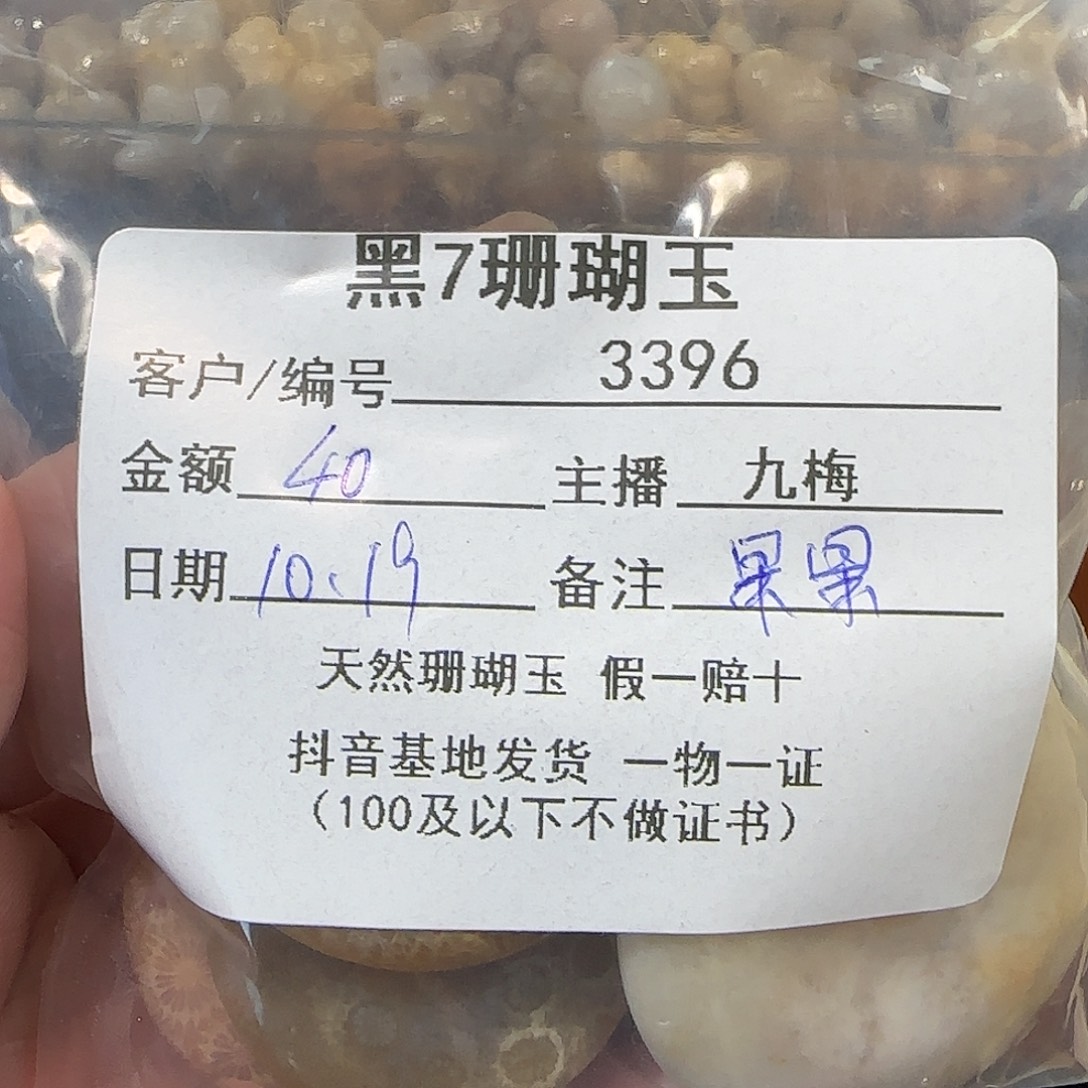 黑7珊瑚玉
客户/编号 3396
金额 40 主播 九梅
日期 10.19 备注 果果
天然珊瑚玉 假一赔十
抖音基地发货 一物一证
（100及以下不做证书）